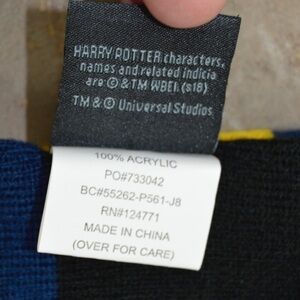 HARRY POTTER characters,
names and related indicia
are © & TM WBEI. (s18)
TM & © Universal Studios
100% ACRYLIC
PO#733042
BC#55262-P561-J8
RN#124771
MADE IN CHINA
(OVER FOR CARE)